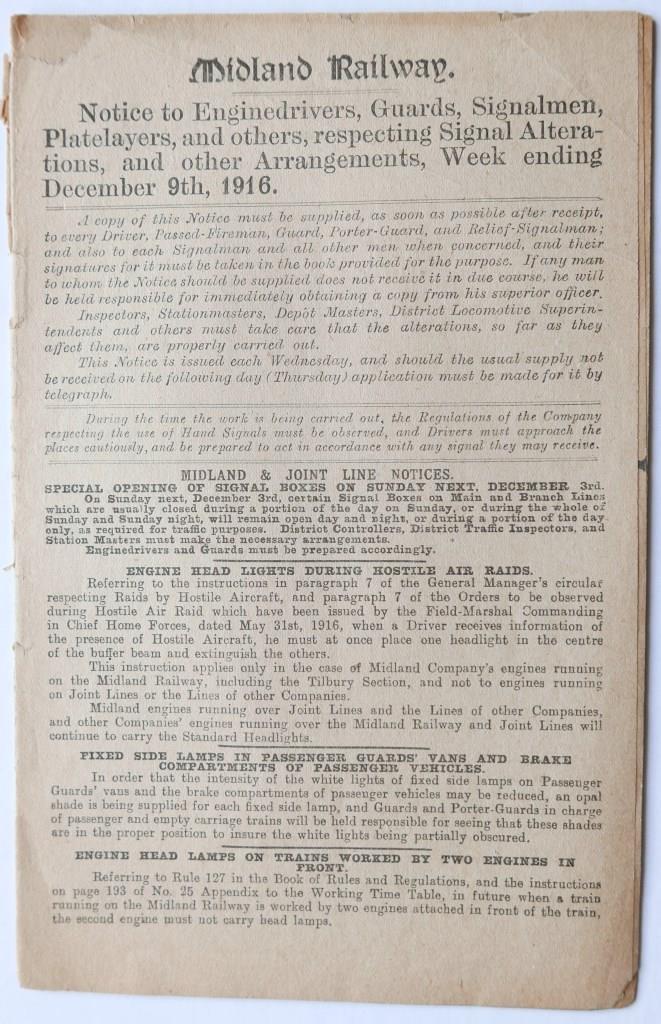 Midland Railway.
Notice to Enginedrivers, Guards, Signalmen,
Platelayers, and others, respecting Signal Altera-
tions, and other Arrangements, Week ending
December 9th, 1916.
A copy of this Notice must be supplied, as soon as possible after receipt,
to every Driver, Passed-Fireman, Guard, Porter-Guard, and Relief-Signalman;
and also to each Signalman and all other men when concerned, and their
signatures for it must be taken in the book provided for the purpose. If any man
to whom the Notice should be supplied does not receive it in due course, he will
be held responsible for immediately obtaining a copy from his superior officer.
Inspectors, Stationmasters, Depôt Masters, District Locomotive Superin-
tendents and others must take care that the alterations, so far as they
affect them, are properly carried out.
This Notice is issued each Wednesday, and should the usual supply not
be received on the following day (Thursday) application must be made for it by
telegraph.
During the time the work is being carried out, the Regulations of the Company
respecting the use of Hand Signals must be observed, and Drivers must approach the
places cautiously, and be prepared to act in accordance with any signal they may receive.
MIDLAND & JOINT LINE NOTICES.
SPECIAL OPENING OF SIGNAL BOXES ON SUNDAY NEXT, DECEMBER 3rd.
On Sunday next, December 3rd, certain Signal Boxes on Main and Branch Lines
which are usually closed during a portion of the day on Sunday, or during the whole of
Sunday and Sunday night, will remain open day and night, or during a portion of the day
only, as required for traffic purposes. District Controllers, District Traffic Inspectors, and
Station Masters must make the necessary arrangements.
Enginedrivers and Guards must be prepared accordingly.
ENGINE HEAD LIGHTS DURING HOSTILE AIR RAIDS.
Referring to the instructions in paragraph 7 of the General Manager's circular
respecting Raids by Hostile Aircraft, and paragraph 7 of the Orders to be observed
during Hostile Air Raid which have been issued by the Field-Marshal Commanding
in Chief Home Forces, dated May 31st, 1916, when a Driver receives information of
the presence of Hostile Aircraft, he must at once place one headlight in the centre
of the buffer beam and extinguish the others.
This instruction applies only in the case of Midland Company's engines running
on the Midland Railway, including the Tilbury Section, and not to engines running
on Joint Lines or the Lines of other Companies.
Midland engines running over Joint Lines and the Lines of other Companies,
and other Companies' engines running over the Midland Railway and Joint Lines will
continue to carry the Standard Headlights.
FIXED SIDE LAMPS IN PASSENGER GUARDS' VANS AND BRAKE
COMPARTMENTS OF PASSENGER VEHICLES.
In order that the intensity of the white lights of fixed side lamps on Passenger
Guards' vans and the brake compartments of passenger vehicles may be reduced, an opal
shade is being supplied for each fixed side lamp, and Guards and Porter-Guards in charge
of passenger and empty carriage trains will be held responsible for seeing that these shades
are in the proper position to insure the white lights being partially obscured.
ENGINE HEAD LAMPS ON TRAINS WORKED BY TWO ENGINES IN
FRONT.
Referring to Rule 127 in the Book of Rules and Regulations, and the instructions
on page 193 of No. 25 Appendix to the Working Time Table, in future when a train
running on the Midland Railway is worked by two engines attached in front of the train,
the second engine must not carry head lamps.